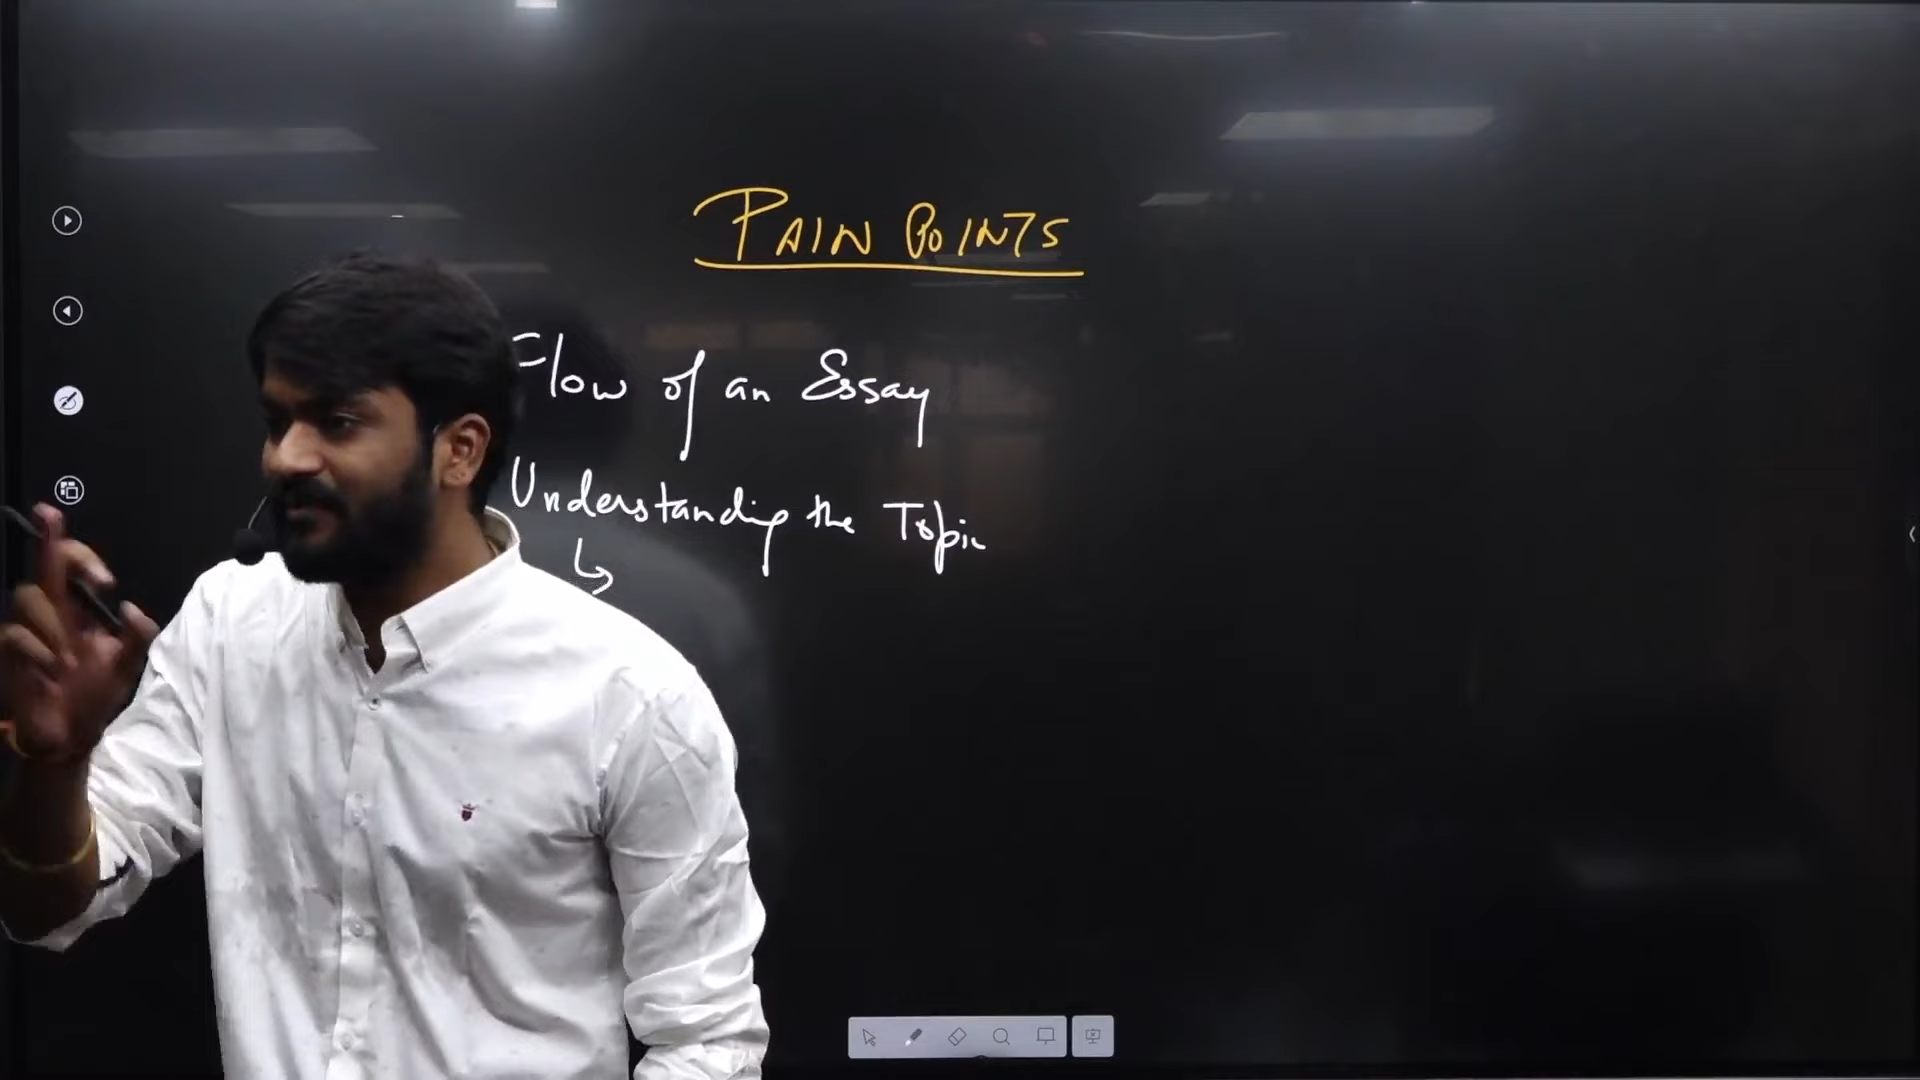 PAIN POINTS
Flow of an Essay
Understanding the Topic